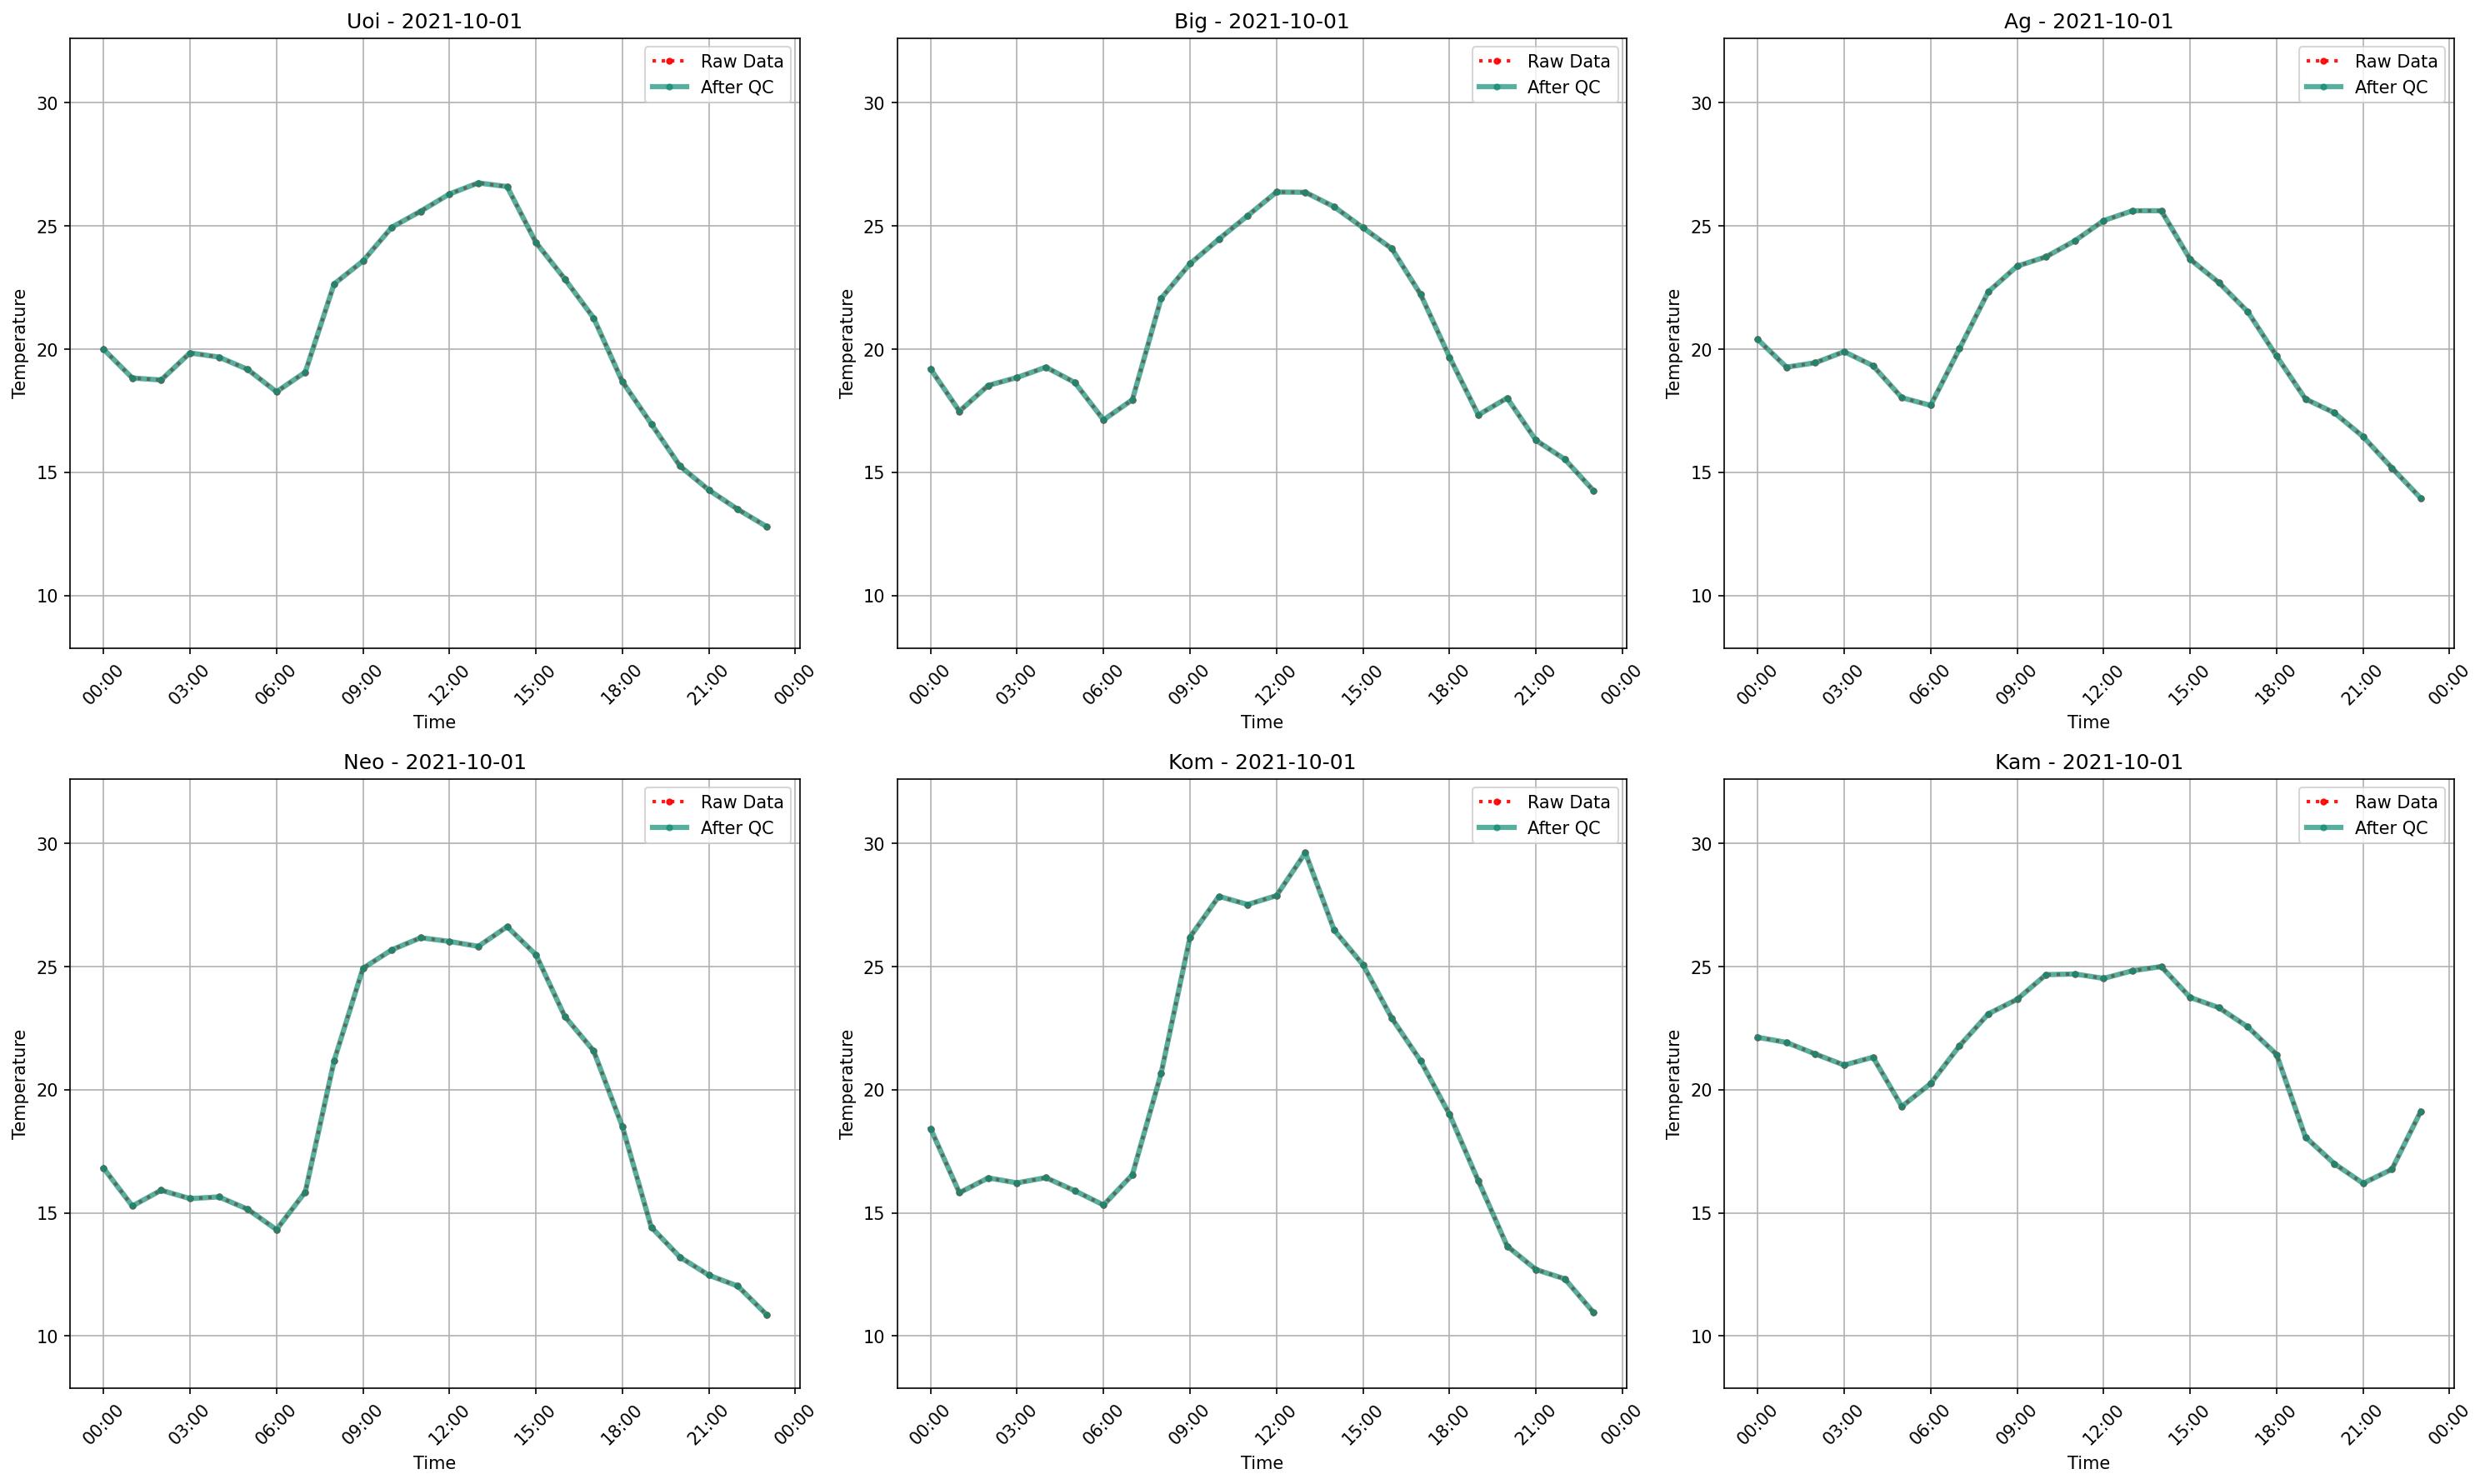 Uoi - 2021-10-01
Raw Data
After QC
Temperature
30
25
20
15
10
00:00
03:00
06:00
09:00
12:00
15:00
18:00
21:00
00:00
Time
Big - 2021-10-01
Raw Data
After QC
Temperature
30
25
20
15
10
00:00
03:00
06:00
09:00
12:00
15:00
18:00
21:00
00:00
Time
Ag - 2021-10-01
Raw Data
After QC
Temperature
30
25
20
15
10
00:00
03:00
06:00
09:00
12:00
15:00
18:00
21:00
00:00
Time
Neo - 2021-10-01
Raw Data
After QC
Temperature
30
25
20
15
10
00:00
03:00
06:00
09:00
12:00
15:00
18:00
21:00
00:00
Time
Kom - 2021-10-01
Raw Data
After QC
Temperature
30
25
20
15
10
00:00
03:00
06:00
09:00
12:00
15:00
18:00
21:00
00:00
Time
Kam - 2021-10-01
Raw Data
After QC
Temperature
30
25
20
15
10
00:00
03:00
06:00
09:00
12:00
15:00
18:00
21:00
00:00
Time